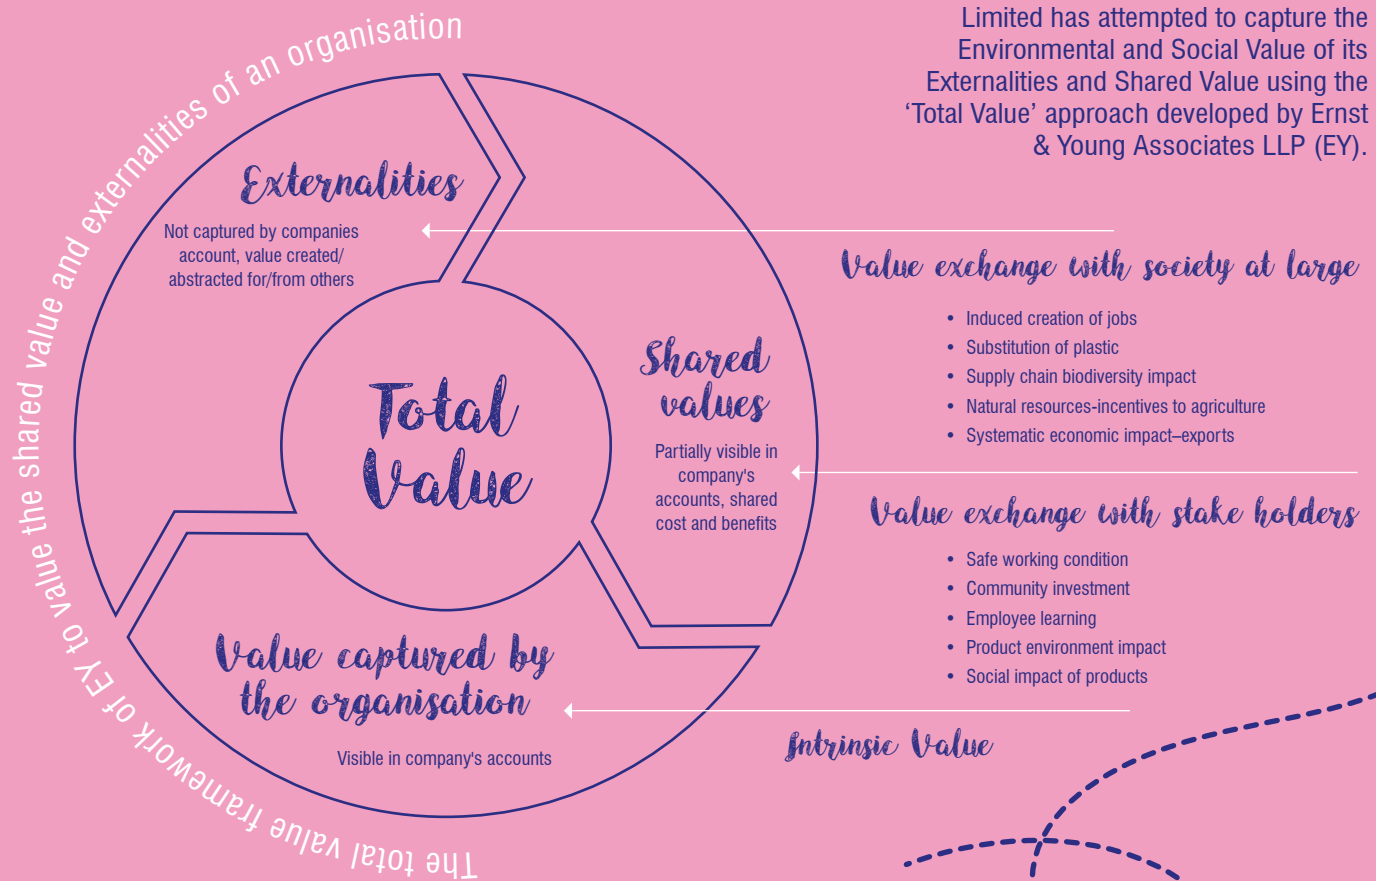 The total value framework of EY to value the shared value and externalities of an organisation
Limited has attempted to capture the
Environmental and Social Value of its
Externalities and Shared Value using the
‘Total Value’ approach developed by Ernst
& Young Associates LLP (EY).
Externalities
Not captured by companies
account, value created/
abstracted for/from others
Total
Value
Shared
values
Partially visible in
company's
accounts, shared
cost and benefits
Value captured by
the organisation
Visible in company's accounts
Value exchange with society at large
• Induced creation of jobs
• Substitution of plastic
• Supply chain biodiversity impact
• Natural resources-incentives to agriculture
• Systematic economic impact–exports
Value exchange with stake holders
• Safe working condition
• Community investment
• Employee learning
• Product environment impact
• Social impact of products
Intrinsic Value